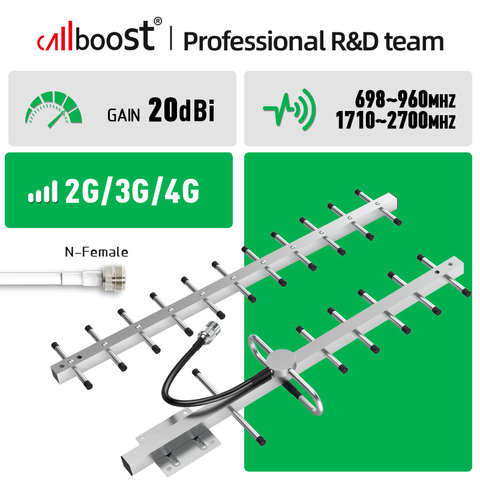 callboost® | Professional R&D team
GAIN 20dBi
698~960MHZ
1710~2700MHZ
2G/3G/4G
N-Female